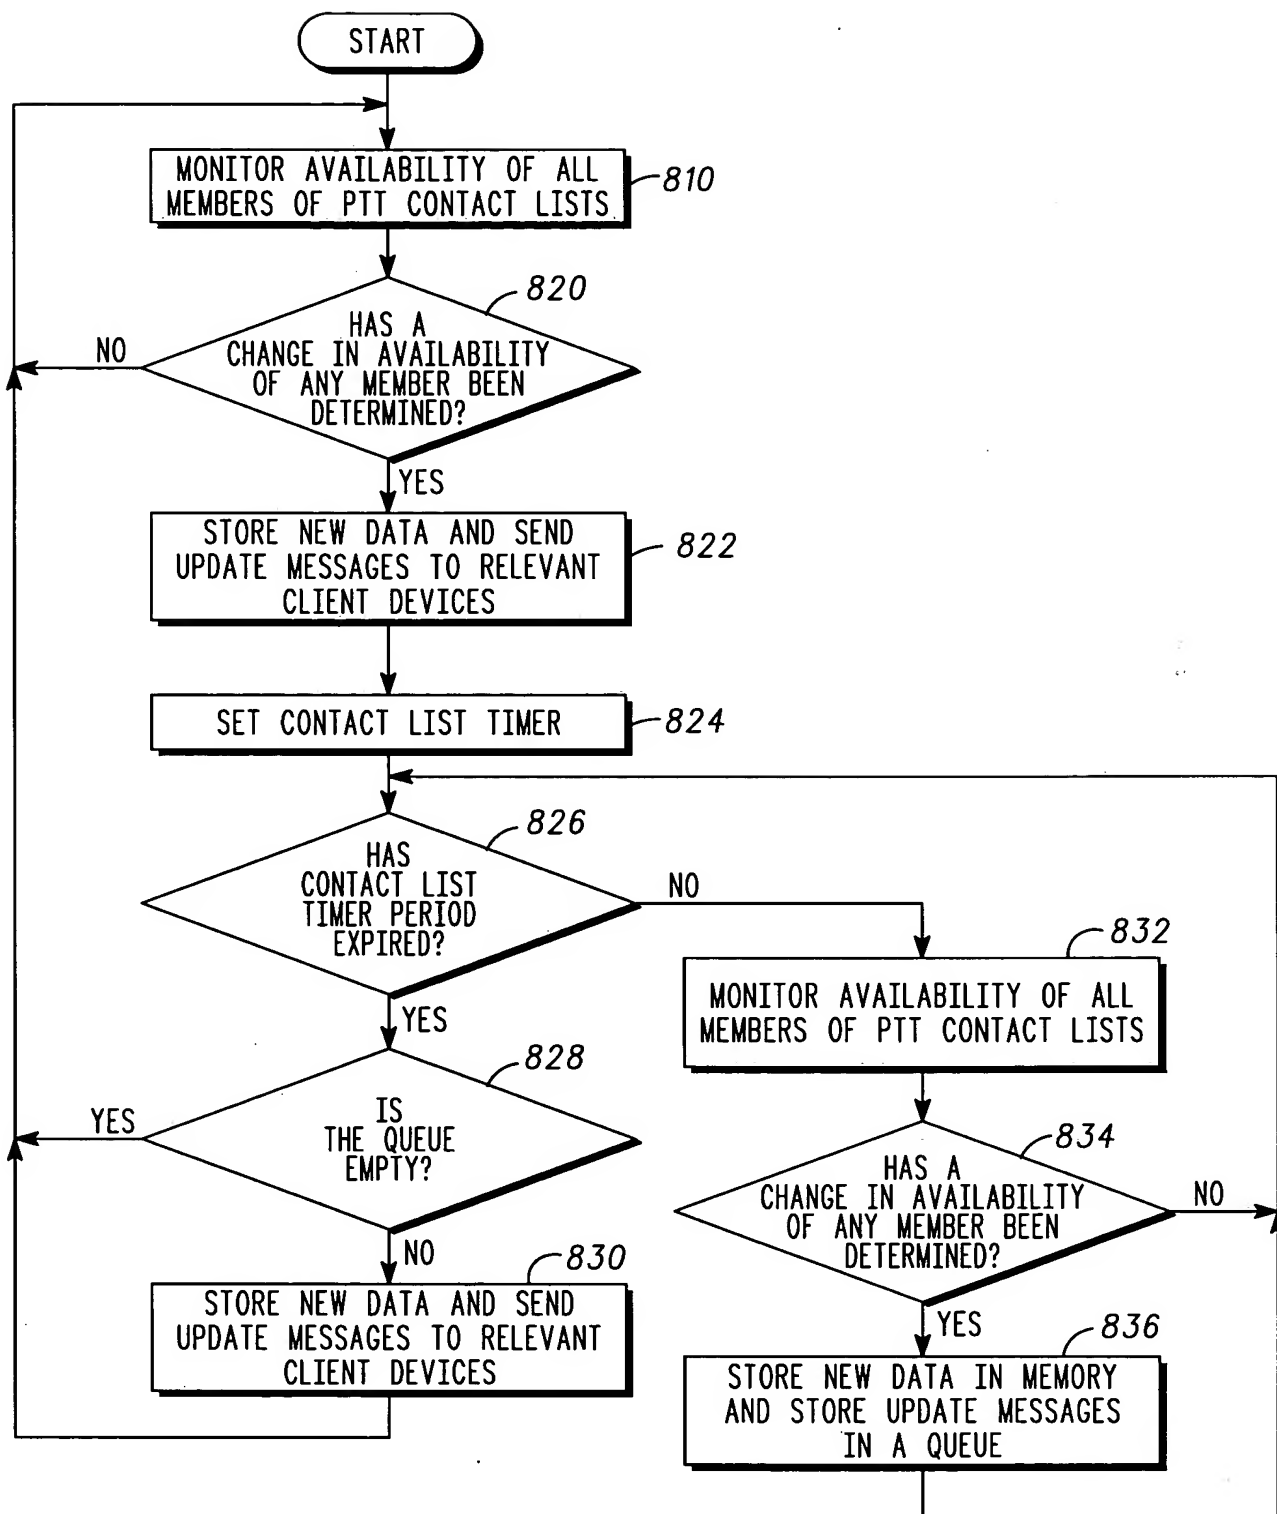 START
MONITOR AVAILABILITY OF ALL
MEMBERS OF PTT CONTACT LISTS
810
820
HAS A
CHANGE IN AVAILABILITY
OF ANY MEMBER BEEN
DETERMINED?
NO
YES
STORE NEW DATA AND SEND
UPDATE MESSAGES TO RELEVANT
CLIENT DEVICES
822
SET CONTACT LIST TIMER
824
826
HAS
CONTACT LIST
TIMER PERIOD
EXPIRED?
NO
YES
832
MONITOR AVAILABILITY OF ALL
MEMBERS OF PTT CONTACT LISTS
828
IS
THE QUEUE
EMPTY?
YES
NO
834
HAS A
CHANGE IN AVAILABILITY
OF ANY MEMBER BEEN
DETERMINED?
NO
YES
830
STORE NEW DATA AND SEND
UPDATE MESSAGES TO RELEVANT
CLIENT DEVICES
836
STORE NEW DATA IN MEMORY
AND STORE UPDATE MESSAGES
IN A QUEUE